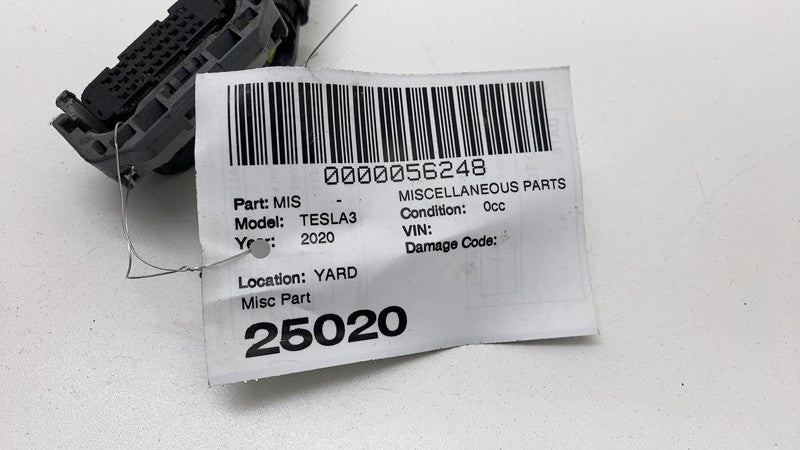 0000056248
Part: MIS - MISCELLANEOUS PARTS
Model: TESLA3 Condition: 0cc
Year: 2020 VIN:
Damage Code:
Location: YARD
Misc Part
25020